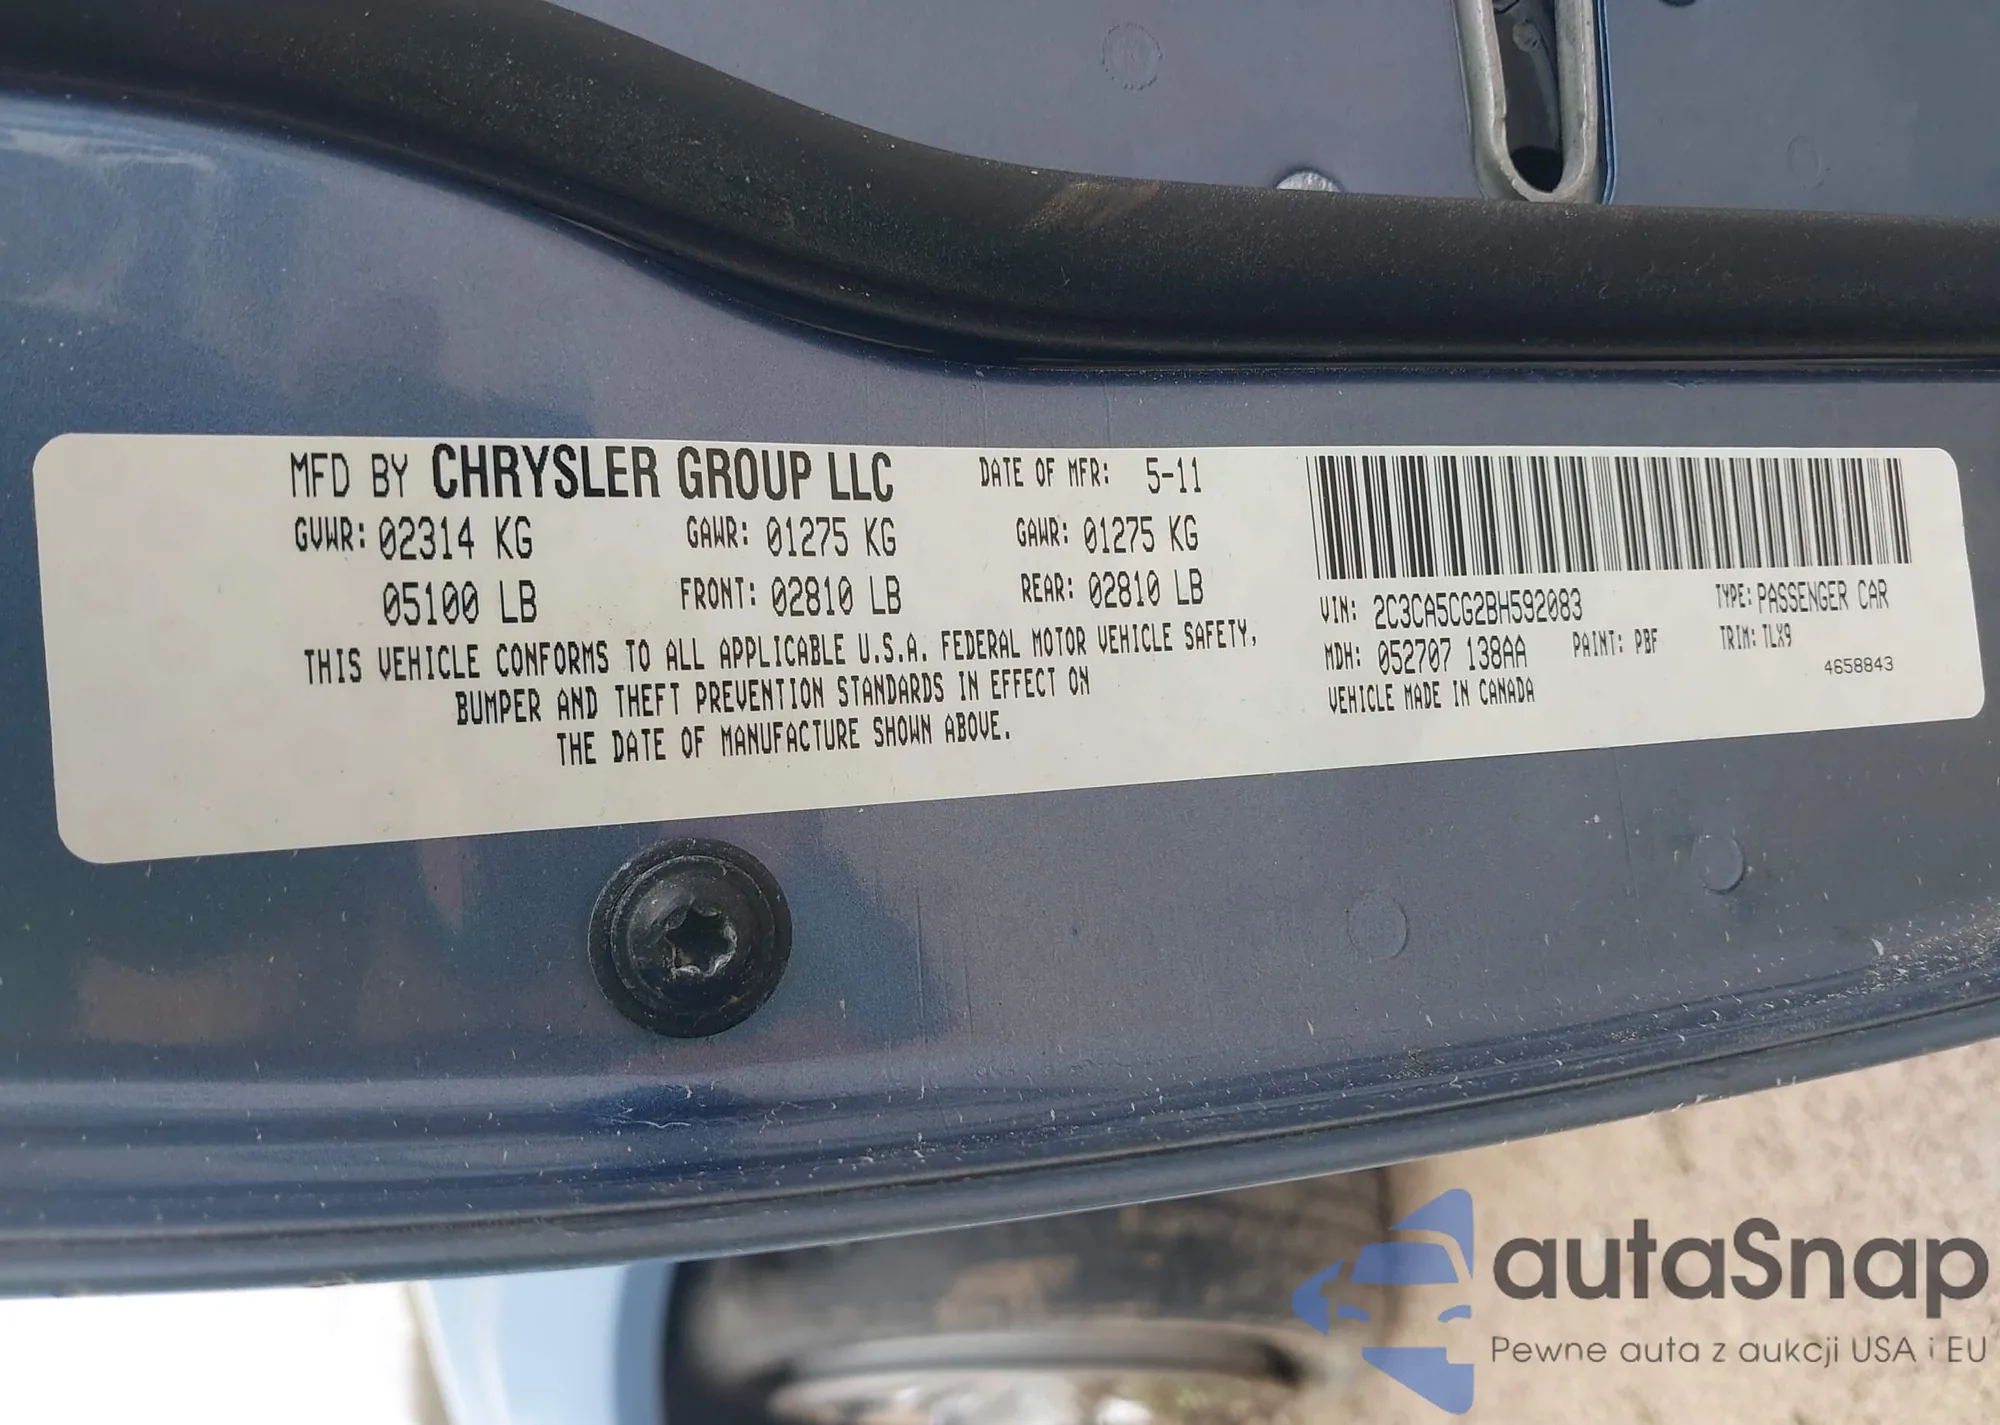 MFD BY CHRYSLER GROUP LLC DATE OF MFR: 5-11
GVWR: 02314 KG GAWR: 01275 KG GAWR: 01275 KG
05100 LB FRONT: 02810 LB REAR: 02810 LB
THIS VEHICLE CONFORMS TO ALL APPLICABLE U.S.A. FEDERAL MOTOR VEHICLE SAFETY,
BUMPER AND THEFT PREVENTION STANDARDS IN EFFECT ON
THE DATE OF MANUFACTURE SHOWN ABOVE.
VIN: 2C3CA5CG2BH592083 TYPE: PASSENGER CAR
MDH: 052707 138AA PAINT: PBF TRIM: TLX9
VEHICLE MADE IN CANADA 4658843
autaSnap
Pewne auta z aukcji USA i EU